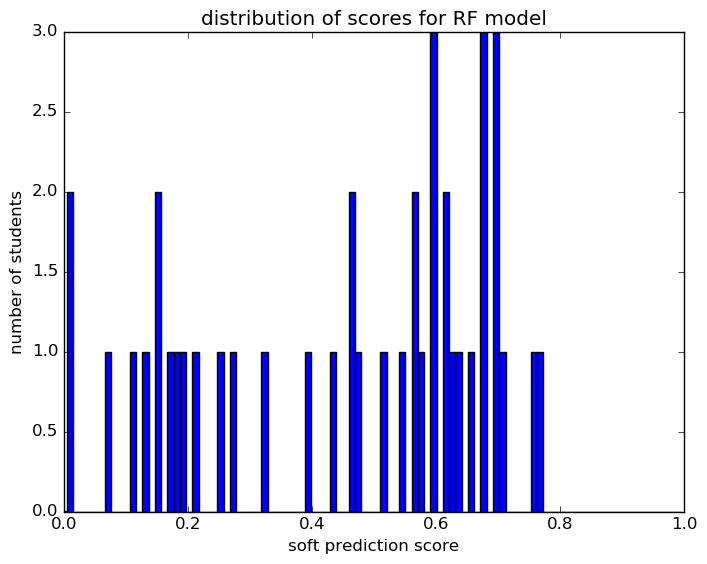 distribution of scores for RF model
3.0
2.5
2.0
1.5
1.0
0.5
0.0
number of students
0.0 0.2 0.4 0.6 0.8 1.0
soft prediction score